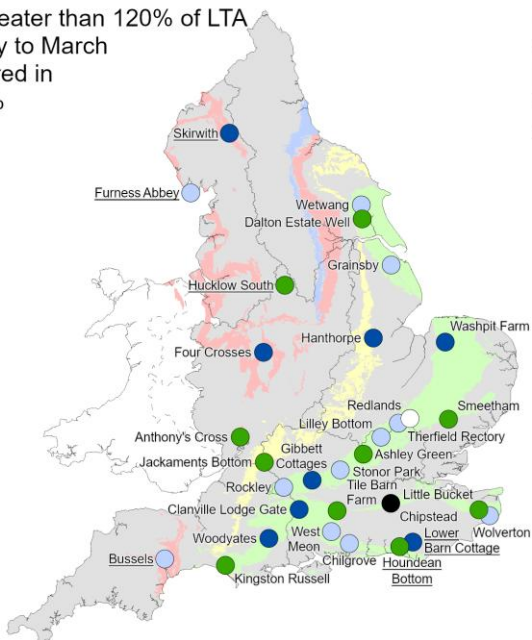 eater than 120% of LTA
y to March
ed in
Skirwith
Furness Abbey
Wetwang
Dalton Estate Well
Grainsby
Hucklow South
Hanthorpe
Washpit Farm
Four Crosses
Redlands
Smeetham
Anthony's Cross
Lilley Bottom
Therfield Rectory
Jackaments Bottom
Gibbett
Cottages
Ashley Green
Stonor Park
Rockley
Tile Barn
Farm
Little Bucket
Clanville Lodge Gate
Chipstead
Woodyates
West
Meon
Lower
Barn Cottage
Wolverton
Bussels
Chilgrove
Houndean
Bottom
Kingston Russell